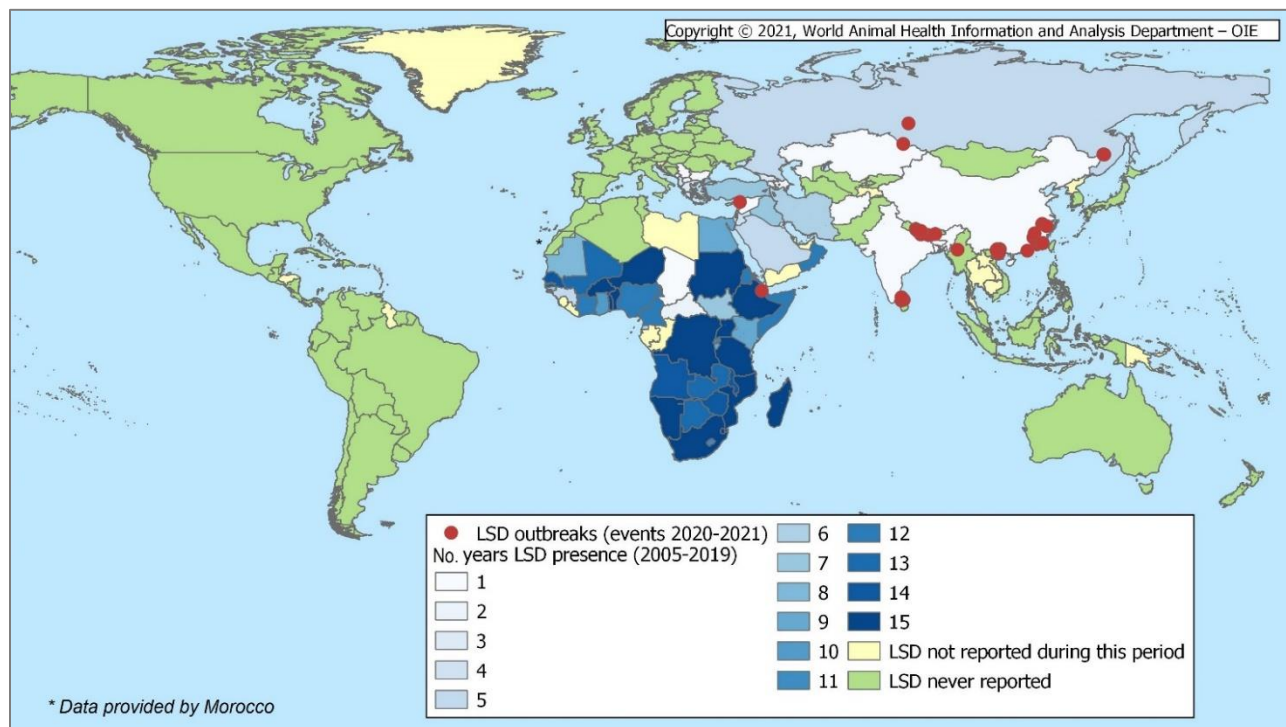 Copyright © 2021, World Animal Health Information and Analysis Department – OIE
*
LSD outbreaks (events 2020-2021)
No. years LSD presence (2005-2019)
1
2
3
4
5
6
7
8
9
10
11
12
13
14
15
LSD not reported during this period
LSD never reported
* Data provided by Morocco